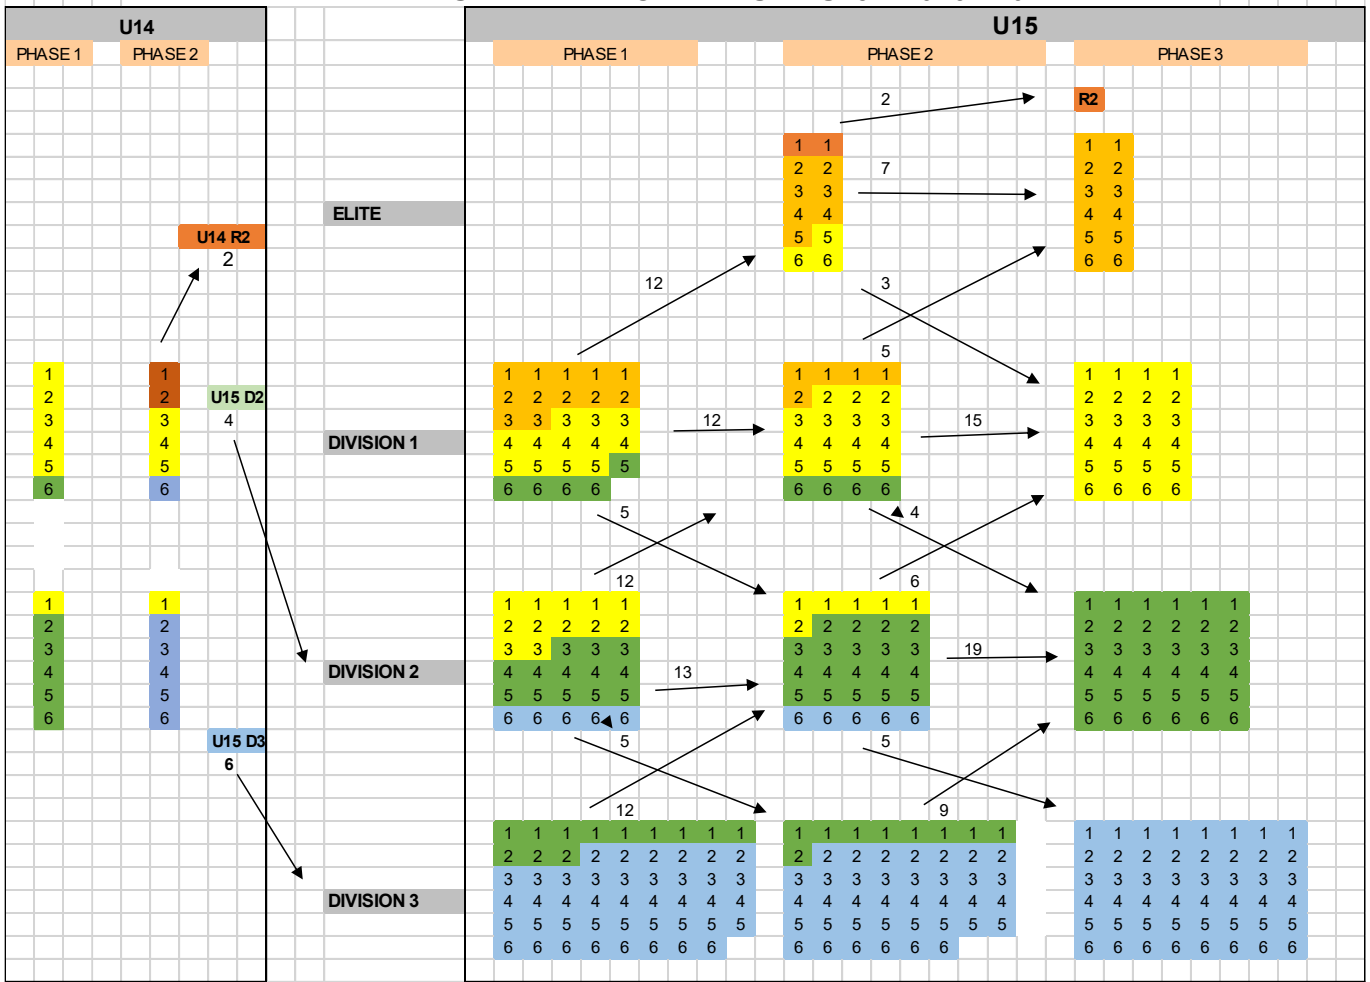 U14 U15
PHASE 1 PHASE 2 PHASE 1 PHASE 2 PHASE 3
2 R2
1 1 1 1
2 2 7 2 2
3 3 3 3
ELITE 4 4 4 4
U14 R2 5 5 5 5
2 6 6 6 6
12 3
5
1 1 1 1 1 1 1 1 1 1 1 1 1 1 1
2 2 U15 D2 2 2 2 2 2 2 2 2 2 2 2 2 2
3 3 4 3 3 3 3 3 12 3 3 3 3 15 3 3 3 3
4 4 DIVISION 1 4 4 4 4 4 4 4 4 4 4 4 4 4
5 5 5 5 5 5 5 5 5 5 5 5 5 5 5
6 6 6 6 6 6 6 6 6 6 6 6 6 6
5 4
12 6
1 1 1 1 1 1 1 1 1 1 1 1 1 1 1 1 1 1
2 2 2 2 2 2 2 2 2 2 2 2 2 2 2 2 2 2
3 3 3 3 3 3 3 3 3 3 3 3 19 3 3 3 3 3 3
4 4 DIVISION 2 4 4 4 4 4 13 4 4 4 4 4 4 4 4 4 4 4
5 5 5 5 5 5 5 5 5 5 5 5 5 5 5 5 5 5
6 6 6 6 6 6 6 6 6 6 6 6 6 6 6 6 6 6
U15 D3 5 5
6
12 9
1 1 1 1 1 1 1 1 1 1 1 1 1 1 1 1 1 1 1 1 1 1 1 1 1
2 2 2 2 2 2 2 2 2 2 2 2 2 2 2 2 2 2 2 2 2 2 2 2 2
3 3 3 3 3 3 3 3 3 3 3 3 3 3 3 3 3 3 3 3 3 3 3 3 3
DIVISION 3 4 4 4 4 4 4 4 4 4 4 4 4 4 4 4 4 4 4 4 4 4 4 4 4 4
5 5 5 5 5 5 5 5 5 5 5 5 5 5 5 5 5 5 5 5 5 5 5 5 5
6 6 6 6 6 6 6 6 6 6 6 6 6 6 6 6 6 6 6 6 6 6